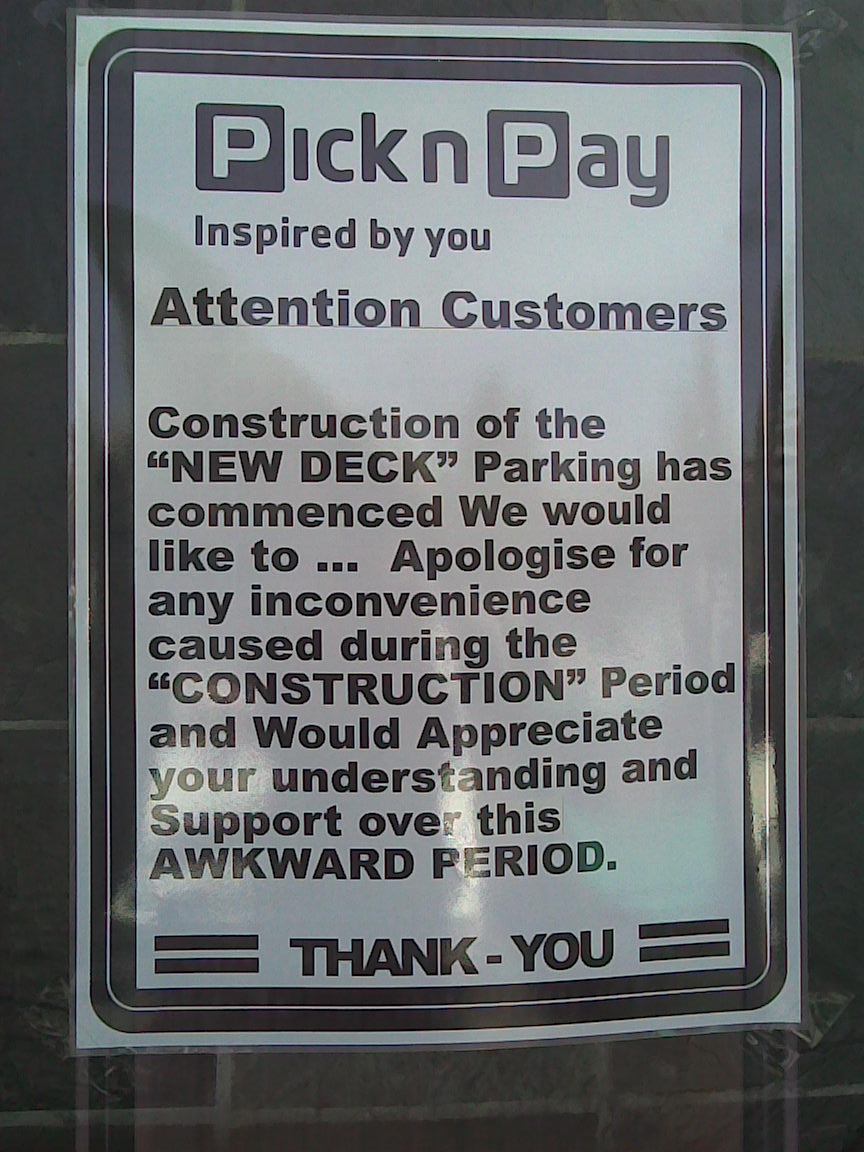 Pick n Pay
Inspired by you
Attention Customers
Construction of the
“NEW DECK” Parking has
commenced We would
like to ... Apologise for
any inconvenience
caused during the
“CONSTRUCTION” Period
and Would Appreciate
your understanding and
Support over this
AWKWARD PERIOD.
THANK - YOU